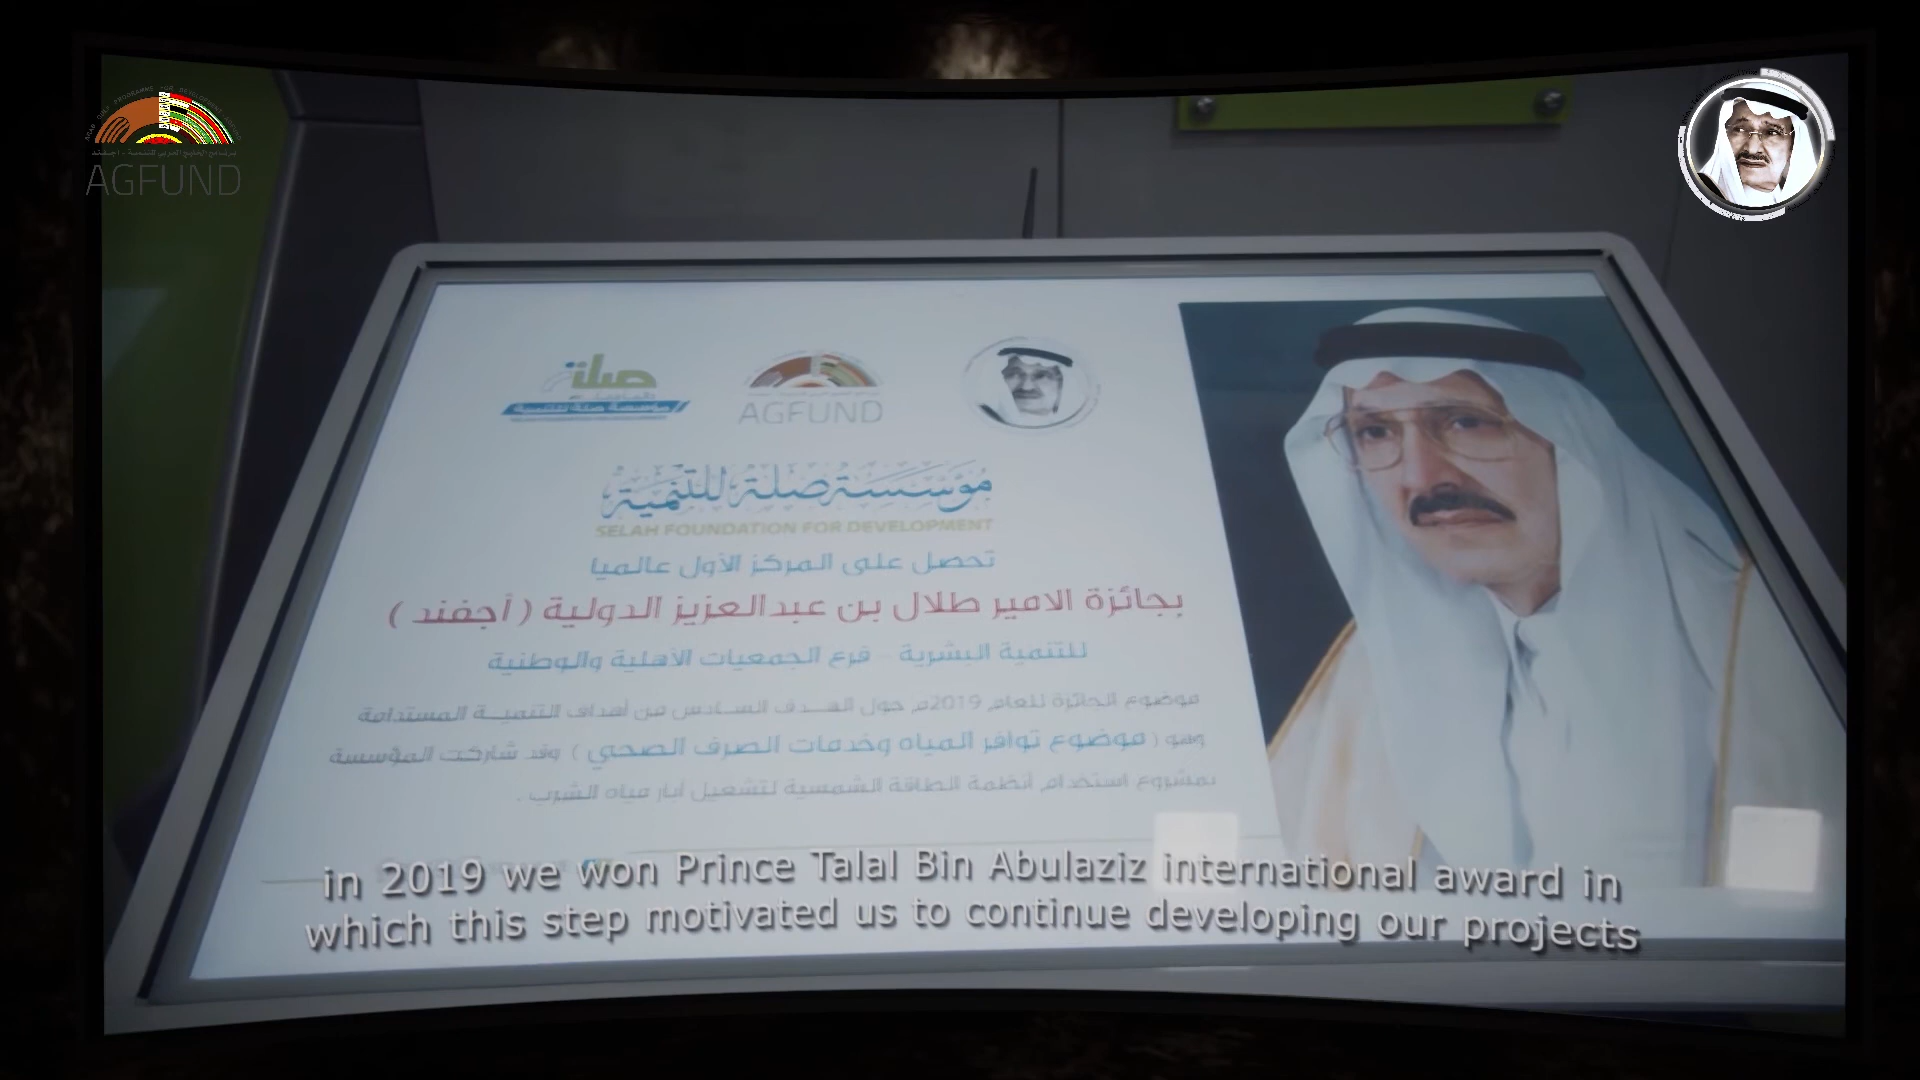 AGFUND
صلة
مؤسسة صلة للتنمية
AGFUND
مؤسسة صلة للتنمية
SELAH FOUNDATION FOR DEVELOPMENT
تحصل على المركز الأول عالميا
بجائزة الامير طلال بن عبدالعزيز الدولية ( أجفند )
للتنمية البشرية - فرع الجمعيات الأهلية والوطنية
موضوع الجائزة للعام 2019م حول الهدف السادس من أهداف التنمية المستدامة
وهو ( موضوع توافر المياه وخدمات الصرف الصحي ) وقد شاركت المؤسسة
بمشروع استخدام أنظمة الطاقة الشمسية لتشغيل آبار مياه الشرب .
in 2019 we won Prince Talal Bin Abulaziz international award in
which this step motivated us to continue developing our projects